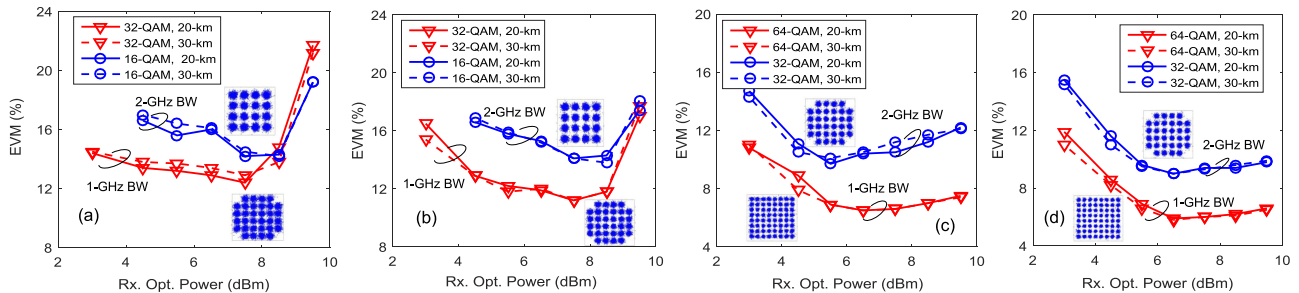 EVM (%)
24
20
16
12
8
32-QAM, 20-km
32-QAM, 30-km
16-QAM, 20-km
16-QAM, 30-km
2-GHz BW
1-GHz BW
(a)
2 4 6 8 10
Rx. Opt. Power (dBm)
EVM (%)
24
20
16
12
8
32-QAM, 20-km
32-QAM, 30-km
16-QAM, 20-km
16-QAM, 30-km
2-GHz BW
1-GHz BW
(b)
2 4 6 8 10
Rx. Opt. Power (dBm)
EVM (%)
20
16
12
8
4
64-QAM, 20-km
64-QAM, 30-km
32-QAM, 20-km
32-QAM, 30-km
2-GHz BW
1-GHz BW
(c)
2 4 6 8 10
Rx. Opt. Power (dBm)
EVM (%)
20
16
12
8
4
64-QAM, 20-km
64-QAM, 30-km
32-QAM, 20-km
32-QAM, 30-km
2-GHz BW
1-GHz BW
(d)
2 4 6 8 10
Rx. Opt. Power (dBm)